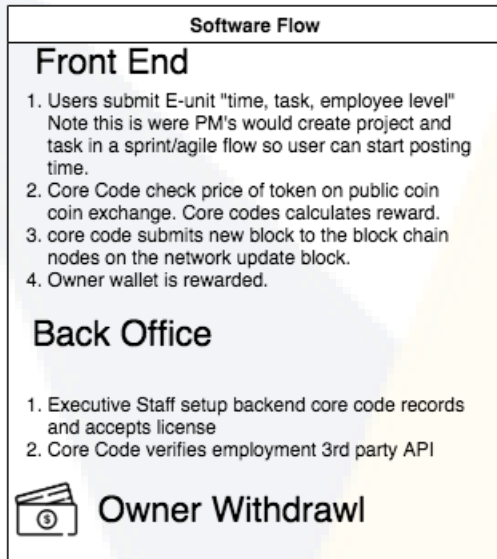 Software Flow
Front End
1. Users submit E-unit "time, task, employee level"
Note this is were PM's would create project and
task in a sprint/agile flow so user can start posting
time.
2. Core Code check price of token on public coin
coin exchange. Core codes calculates reward.
3. core code submits new block to the block chain
nodes on the network update block.
4. Owner wallet is rewarded.
Back Office
1. Executive Staff setup backend core code records
and accepts license
2. Core Code verifies employment 3rd party API
Owner Withdrawl